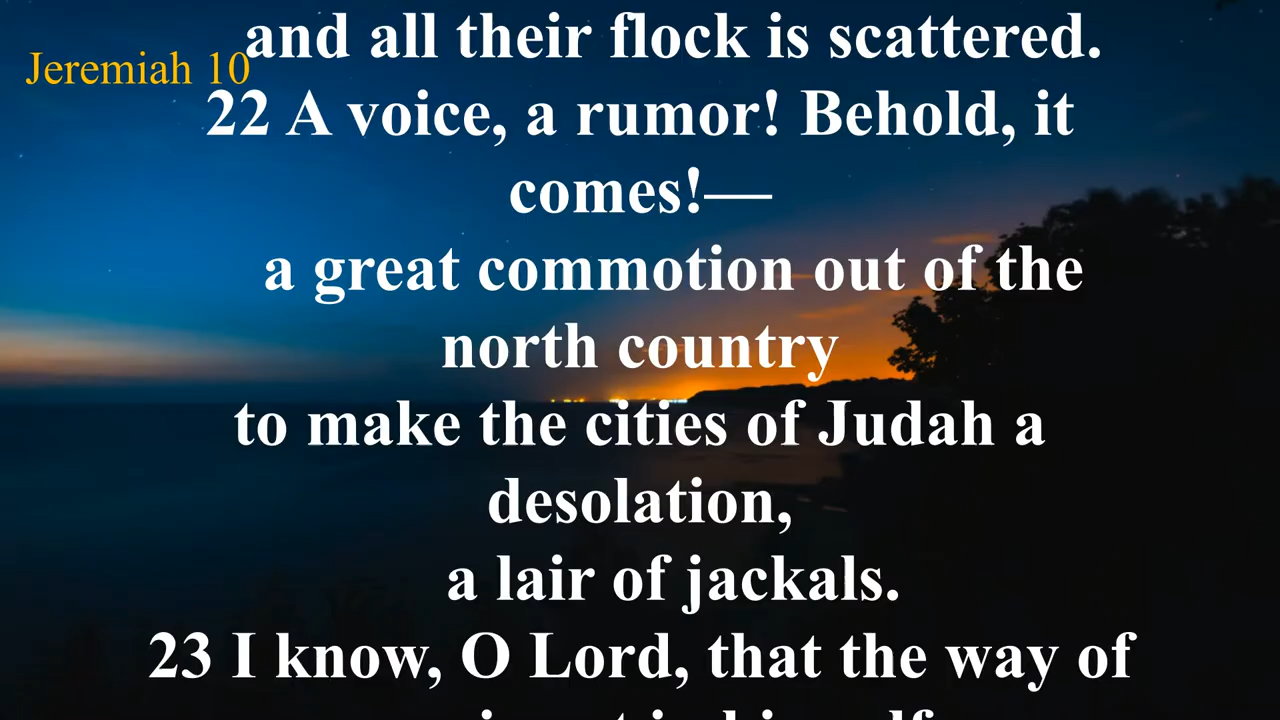 and all their flock is scattered.
Jeremiah 10
22 A voice, a rumor! Behold, it
comes!—
a great commotion out of the
north country
to make the cities of Judah a
desolation,
a lair of jackals.
23 I know, O Lord, that the way of